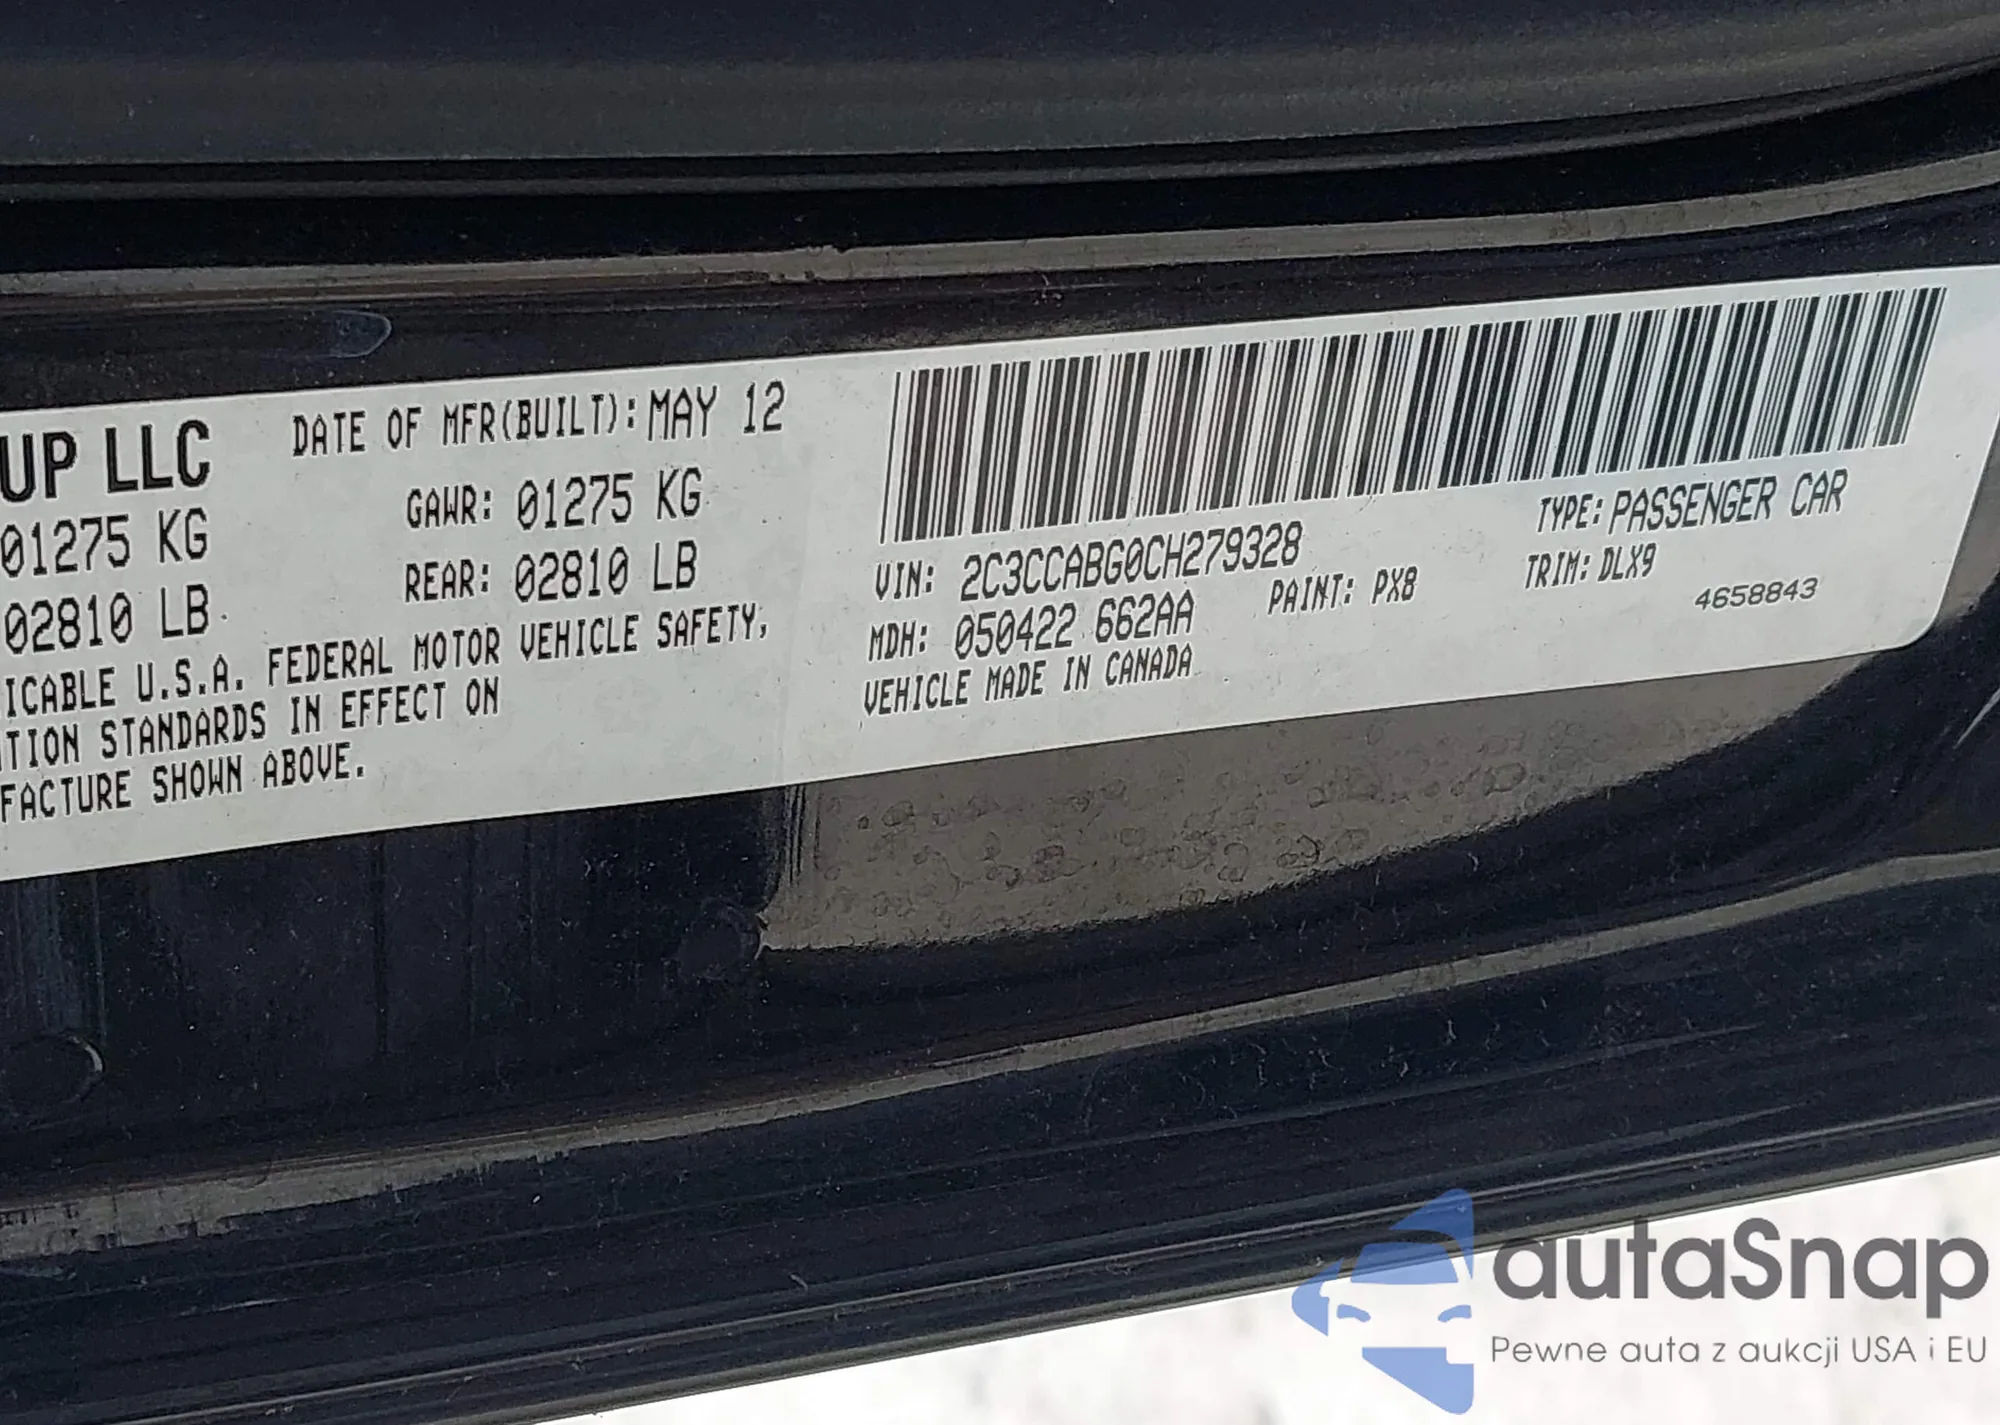 UP LLC
DATE OF MFR(BUILT): MAY 12
01275 KG
GAWR: 01275 KG
02810 LB
REAR: 02810 LB
ICABLE U.S.A. FEDERAL MOTOR VEHICLE SAFETY,
TION STANDARDS IN EFFECT ON
FACTURE SHOWN ABOVE.
VIN: 2C3CCABG0CH279328
TYPE: PASSENGER CAR
MDH: 050422 662AA
PAINT: PX8
TRIM: DLX9
VEHICLE MADE IN CANADA
4658843
autaSnap
Pewne auta z aukcji USA i EU